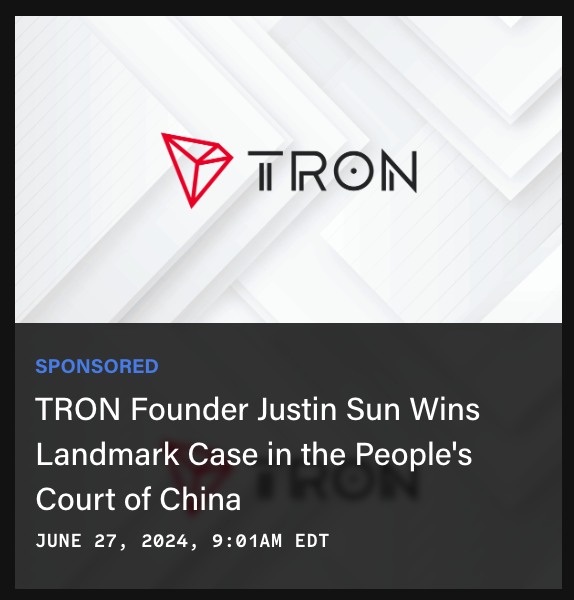 TRON
SPONSORED
TRON Founder Justin Sun Wins
Landmark Case in the People's
Court of China
JUNE 27, 2024, 9:01AM EDT